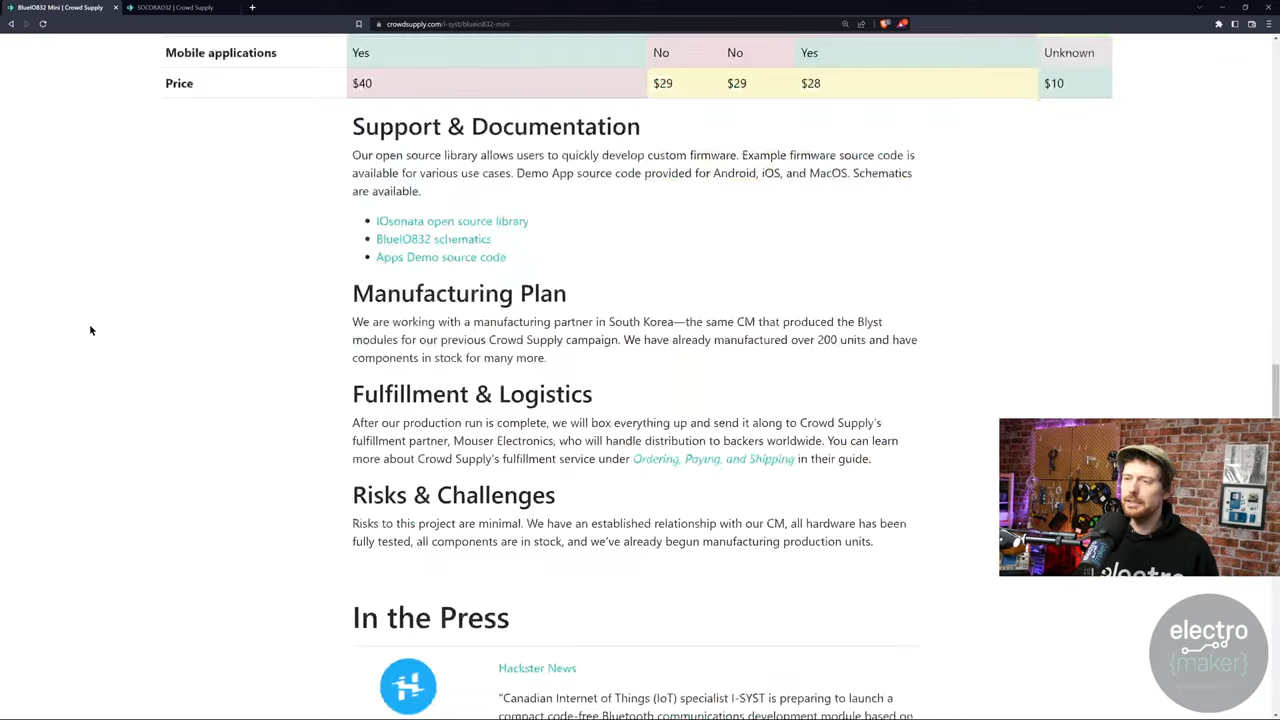 BlueIO832 Mini | Crowd Supply
SOCORAD32 | Crowd Supply
crowdsupply.com/i-syst/blueio832-mini
Mobile applications Yes No No Yes Unknown
Price $40 $29 $29 $28 $10
Support & Documentation
Our open source library allows users to quickly develop custom firmware. Example firmware source code is
available for various use cases. Demo App source code provided for Android, iOS, and MacOS. Schematics
are available.
IOsonata open source library
BlueIO832 schematics
Apps Demo source code
Manufacturing Plan
We are working with a manufacturing partner in South Korea—the same CM that produced the Blyst
modules for our previous Crowd Supply campaign. We have already manufactured over 200 units and have
components in stock for many more.
Fulfillment & Logistics
After our production run is complete, we will box everything up and send it along to Crowd Supply's
fulfillment partner, Mouser Electronics, who will handle distribution to backers worldwide. You can learn
more about Crowd Supply's fulfillment service under Ordering, Paying, and Shipping in their guide.
Risks & Challenges
Risks to this project are minimal. We have an established relationship with our CM, all hardware has been
fully tested, all components are in stock, and we've already begun manufacturing production units.
In the Press
Hackster News
"Canadian Internet of Things (IoT) specialist I-SYST is preparing to launch a
compact code-free Bluetooth communications development module based on
electro
electro
{maker}